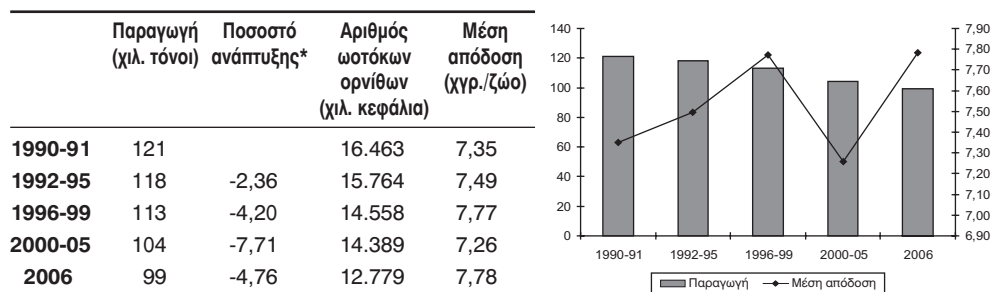 Παραγωγή Ποσοστό Αριθμός Μέση
(χιλ. τόνοι) ανάπτυξης* ωοτόκων απόδοση
ορνίθων (χγρ./ζώο)
(χιλ. κεφάλια)
1990-91 121 16.463 7,35
1992-95 118 -2,36 15.764 7,49
1996-99 113 -4,20 14.558 7,77
2000-05 104 -7,71 14.389 7,26
2006 99 -4,76 12.779 7,78
140
120
100
80
60
40
20
0
7,90
7,80
7,70
7,60
7,50
7,40
7,30
7,20
7,10
7,00
6,90
1990-91 1992-95 1996-99 2000-05 2006
Παραγωγή Μέση απόδοση